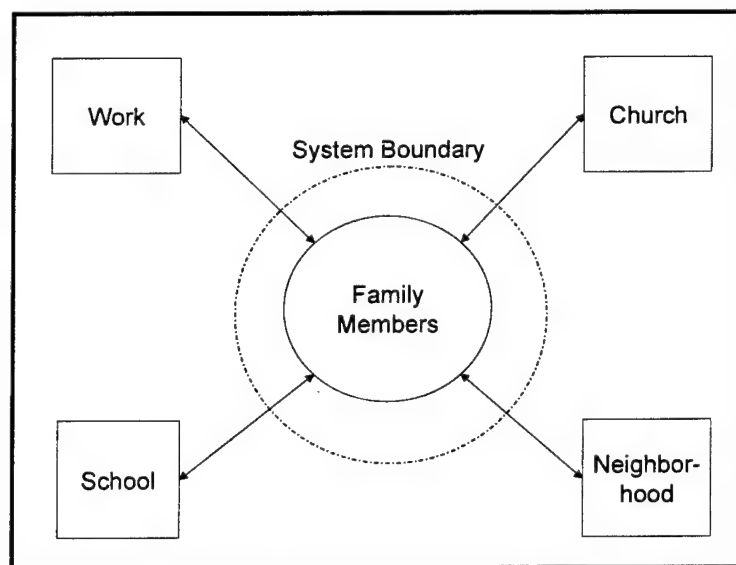 Work
Church
System Boundary
Family
Members
School
Neighbor-
hood